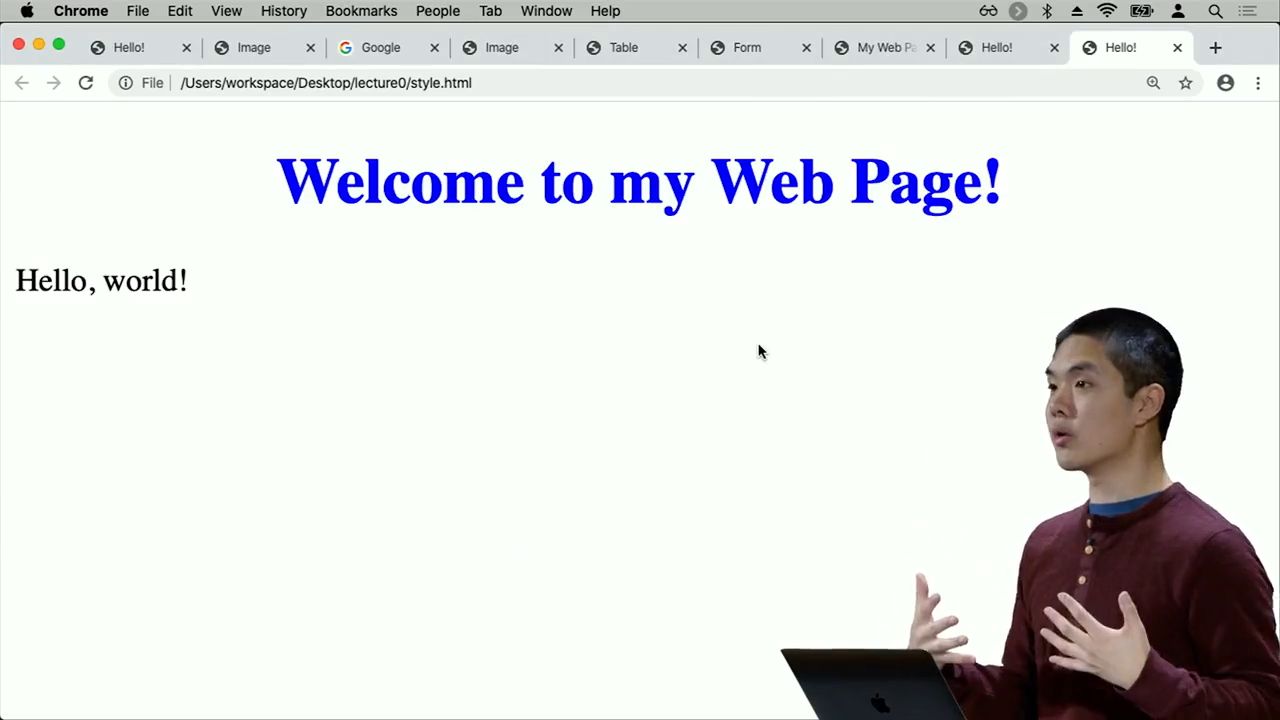 Chrome File Edit View History Bookmarks People Tab Window Help
Hello! Image Google Image Table Form My Web Pa Hello! Hello!
File /Users/workspace/Desktop/lecture0/style.html
Welcome to my Web Page!
Hello, world!